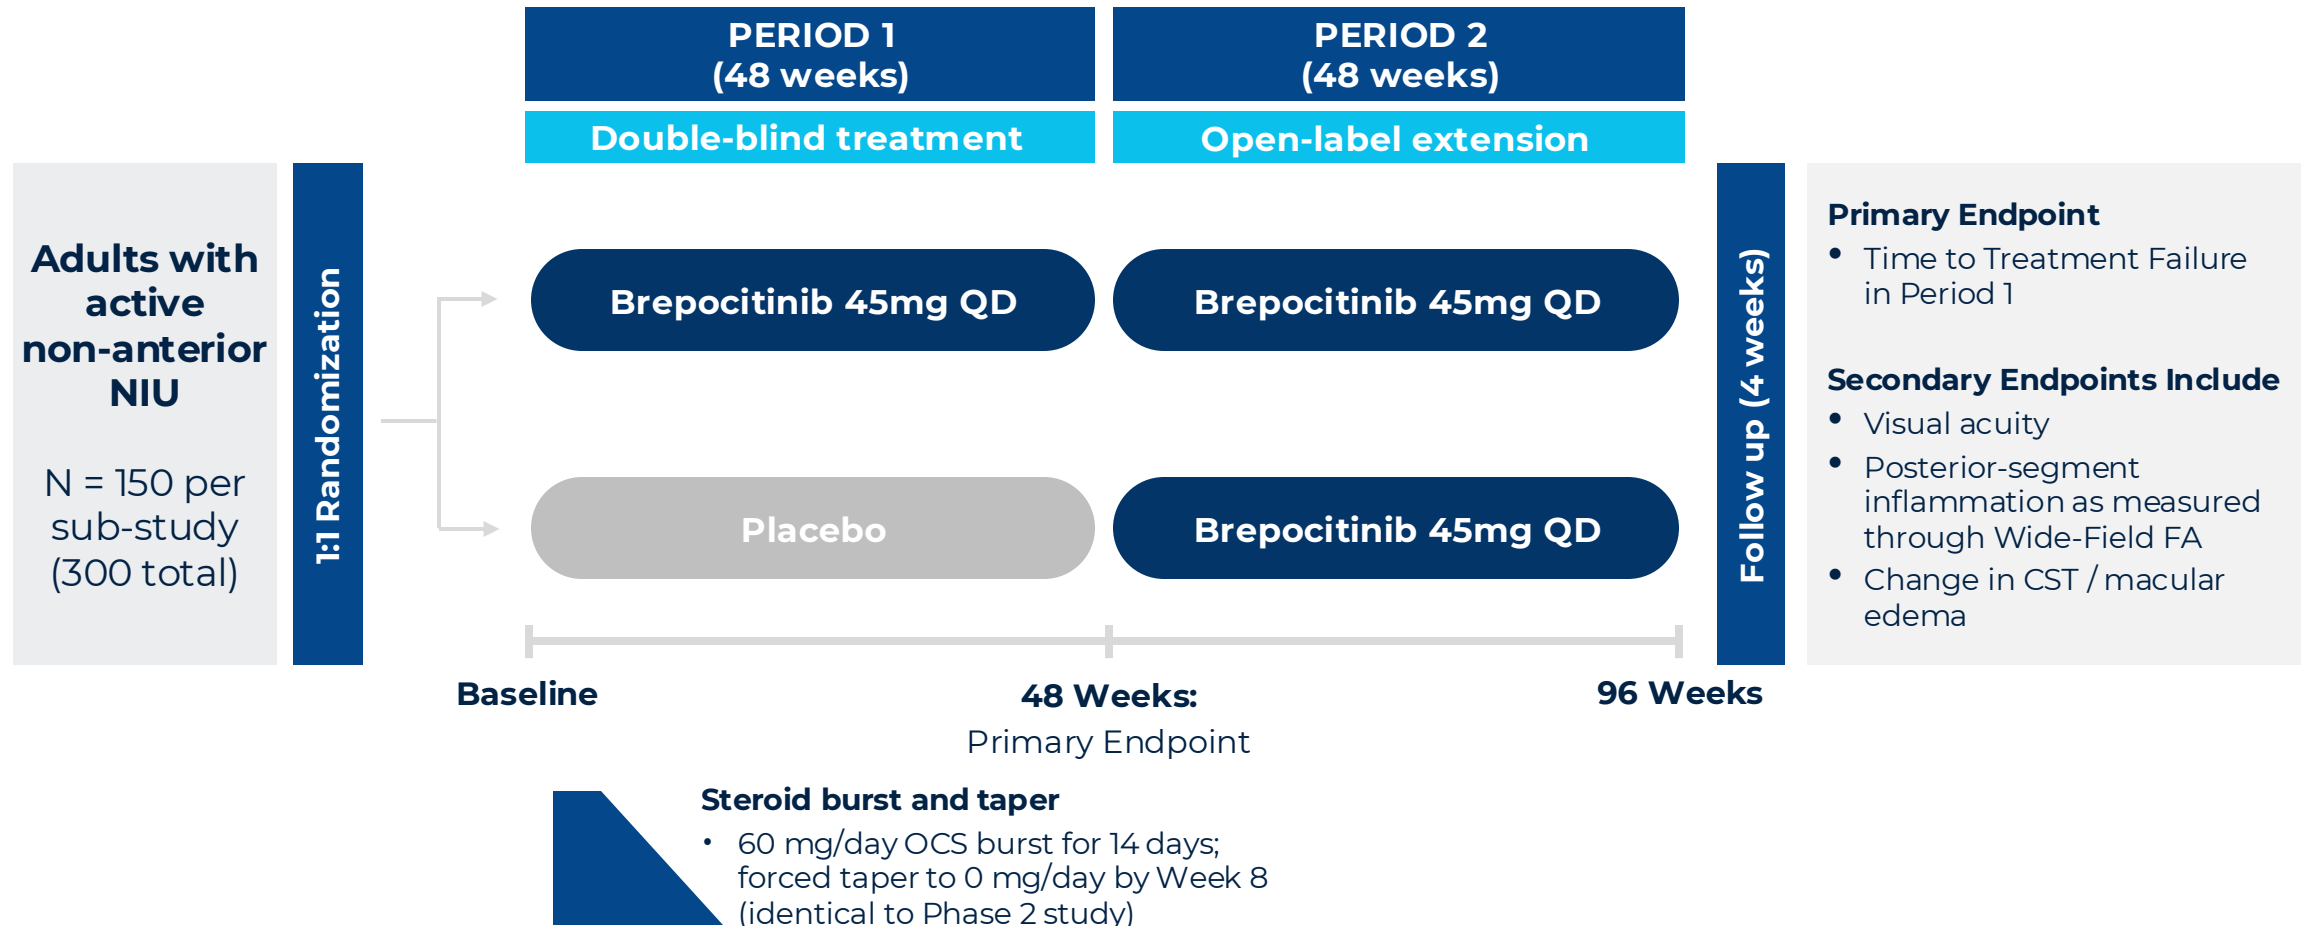 PERIOD 1
(48 weeks)
PERIOD 2
(48 weeks)
Double-blind treatment
Open-label extension
Adults with
active
non-anterior
NIU
N = 150 per
sub-study
(300 total)
1:1 Randomization
Brepocitinib 45mg QD
Brepocitinib 45mg QD
Placebo
Brepocitinib 45mg QD
Follow up (4 weeks)
Primary Endpoint
• Time to Treatment Failure
in Period 1
Secondary Endpoints Include
• Visual acuity
• Posterior-segment
inflammation as measured
through Wide-Field FA
• Change in CST / macular
edema
Baseline
48 Weeks:
Primary Endpoint
96 Weeks
Steroid burst and taper
• 60 mg/day OCS burst for 14 days;
forced taper to 0 mg/day by Week 8
(identical to Phase 2 study)